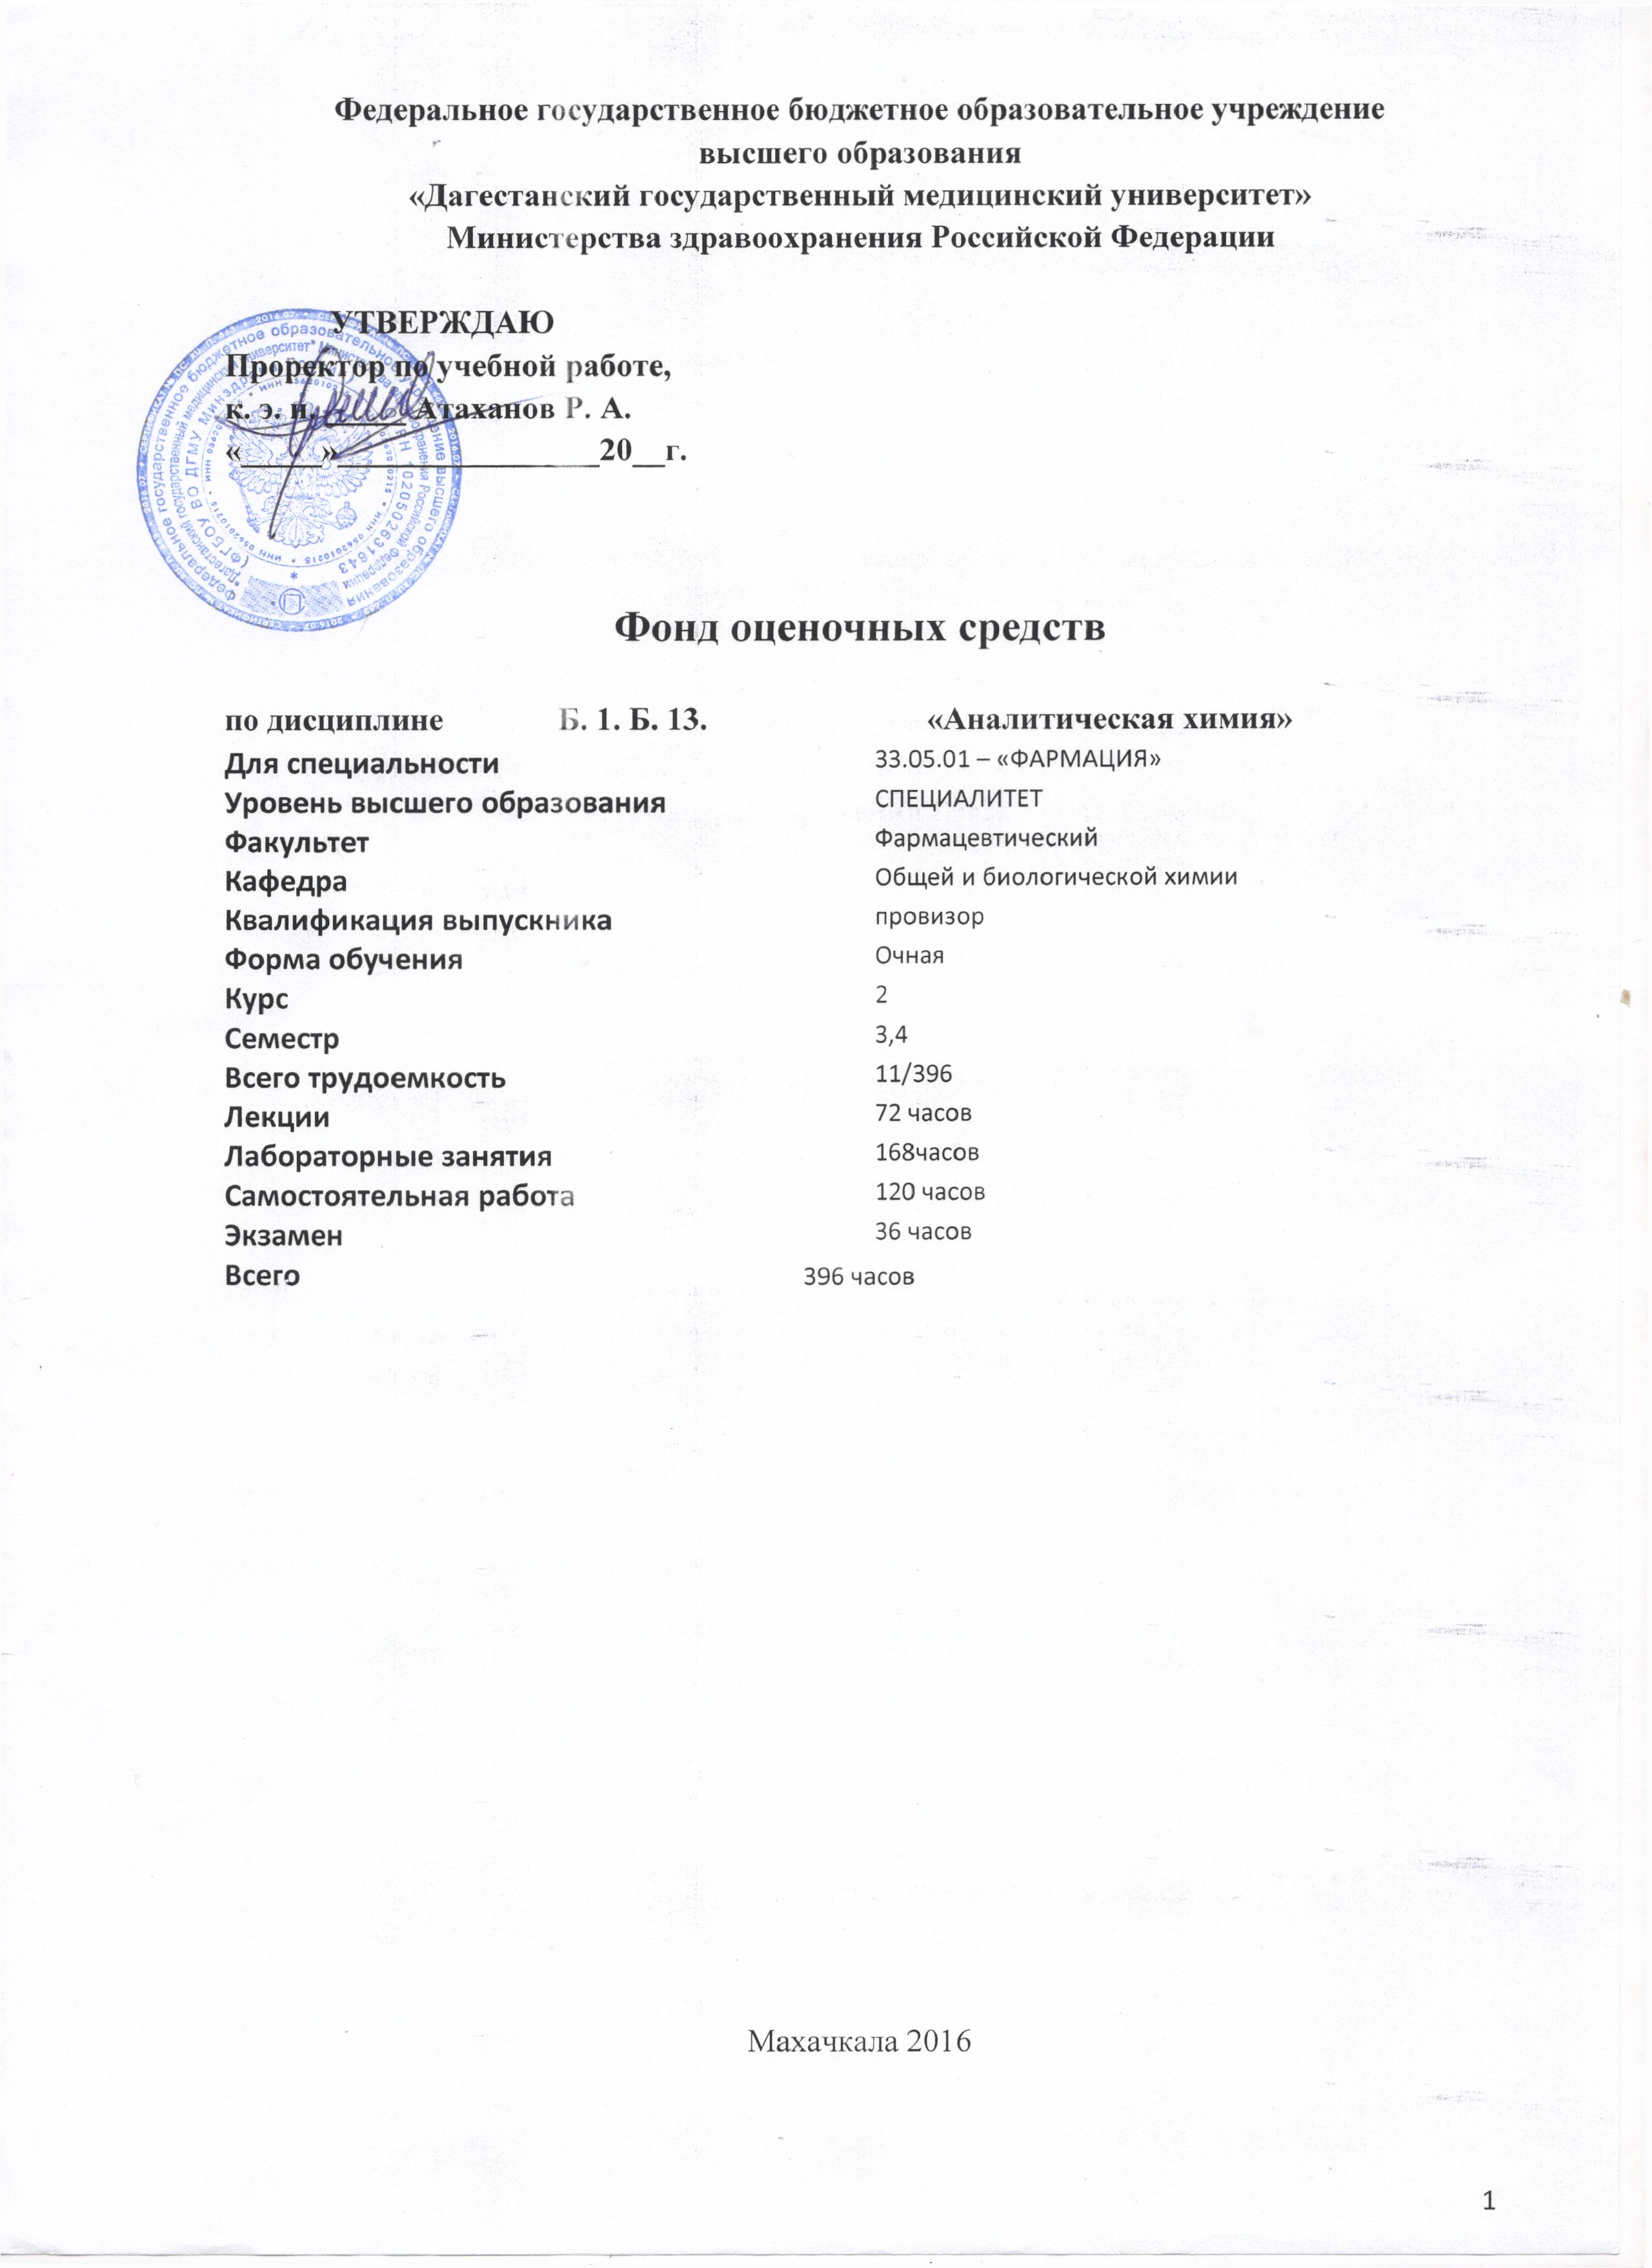 Федеральное государственное бюджетное образовательное учреждение
высшего образования
«Дагестанский государственный медицинский университет»
Министерства здравоохранения Российской Федерации
УТВЕРЖДАЮ
Проректор по учебной работе,
к. э. н. Атаханов Р. А.
«_____»________________20__г.
Фонд оценочных средств
по дисциплине Б. 1. Б. 13. «Аналитическая химия»
Для специальности 33.05.01 – «ФАРМАЦИЯ»
Уровень высшего образования СПЕЦИАЛИТЕТ
Факультет Фармацевтический
Кафедра Общей и биологической химии
Квалификация выпускника провизор
Форма обучения Очная
Курс 2
Семестр 3,4
Всего трудоемкость 11/396
Лекции 72 часов
Лабораторные занятия 168часов
Самостоятельная работа 120 часов
Экзамен 36 часов
Всего 396 часов
Махачкала 2016
1